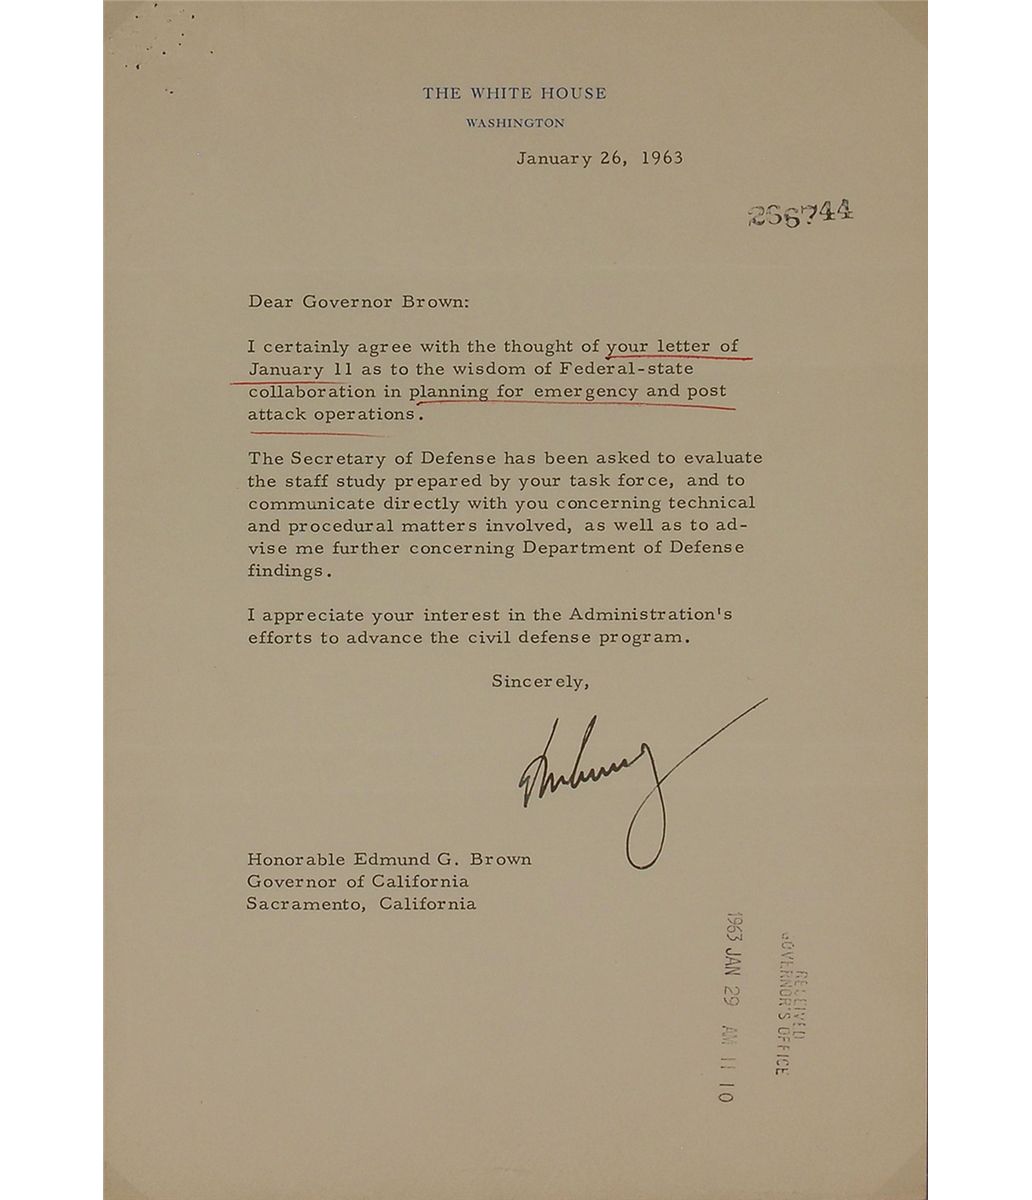 THE WHITE HOUSE
WASHINGTON
January 26, 1963
256744
Dear Governor Brown:
I certainly agree with the thought of your letter of
January 11 as to the wisdom of Federal-state
collaboration in planning for emergency and post
attack operations.
The Secretary of Defense has been asked to evaluate
the staff study prepared by your task force, and to
communicate directly with you concerning technical
and procedural matters involved, as well as to ad-
vise me further concerning Department of Defense
findings.
I appreciate your interest in the Administration's
efforts to advance the civil defense program.
Sincerely,
Honorable Edmund G. Brown
Governor of California
Sacramento, California
RECEIVED
GOVERNOR'S OFFICE
1963 JAN 29 AM 11 10